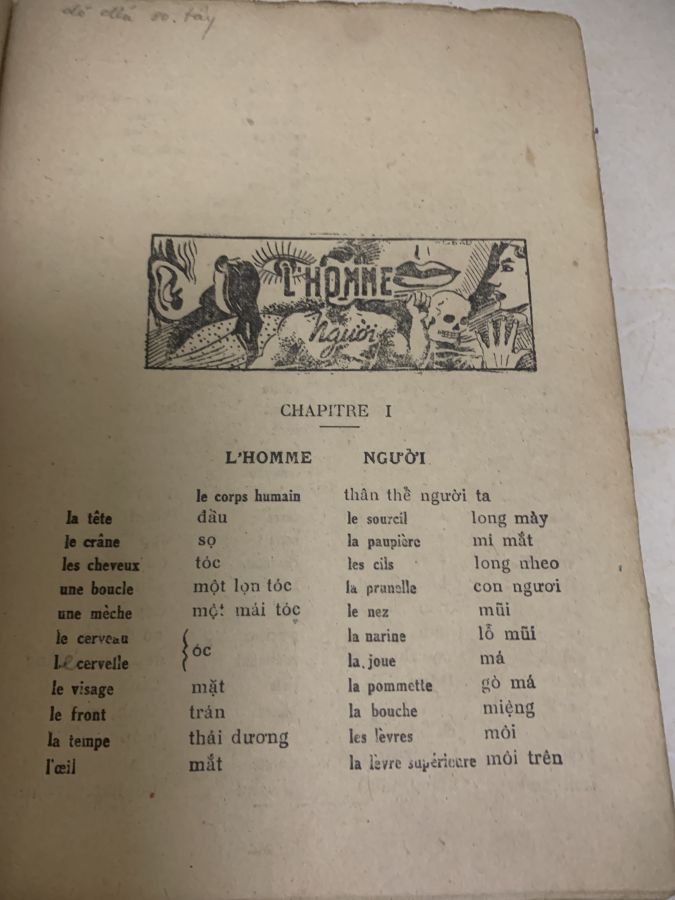 L'HOMME
người
CHAPITRE I
L'HOMME NGƯỜI
le corps humain thân thể người ta
la tête đầu
le crâne sọ
les cheveux tóc
une boucle một lọn tóc
une mèche một mái tóc
le cerveau
la cervelle óc
le visage mặt
le front trán
la tempe thái dương
l'œil mắt
le sourcil long mày
la paupière mi mắt
les cils long nheo
la prunelle con ngươi
le nez mũi
la narine lỗ mũi
la joue má
la pommette gò má
la bouche miệng
les lèvres môi
la lèvre supérieure môi trên